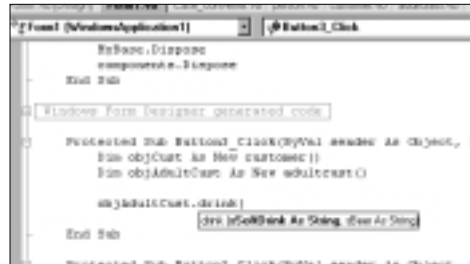 Form1 (WindowsApplication1) Button3_Click
MyBase.Dispose
components.Dispose
End Sub
Windows Form Designer generated code
Protected Sub Button3_Click(ByVal sender As Object,
Dim objCust As New customer()
Dim objAdultCust As New adultcust()
objAdultCust.drink(
drink (sSoftDrink As String, sBeer As String)
End Sub